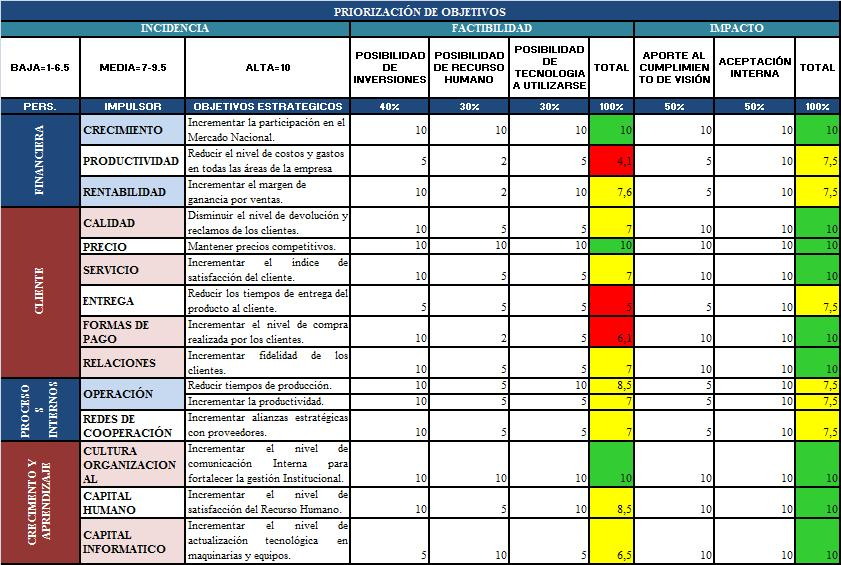 PRIORIZACIÓN DE OBJETIVOS
INCIDENCIA FACTIBILIDAD IMPACTO
BAJA=1-6.5 MEDIA=7-9.5 ALTA=10 POSIBILIDAD DE INVERSIONES POSIBILIDAD DE RECURSO HUMANO POSIBILIDAD DE TECNOLOGIA A UTILIZARSE TOTAL APORTE AL CUMPLIMIENTO DE VISIÓN ACEPTACIÓN INTERNA TOTAL
PERS. IMPULSOR OBJETIVOS ESTRATEGICOS 40% 30% 30% 100% 50% 50% 100%
FINANCIERA
CRECIMIENTO Incrementar la participación en el Mercado Nacional. 10 10 10 10 10 10 10
PRODUCTIVIDAD Reducir el nivel de costos y gastos en todas las áreas de la empresa 5 2 5 4,1 5 10 7,5
RENTABILIDAD Incrementar el margen de ganancia por ventas. 10 2 10 7,6 5 10 7,5
CLIENTE
CALIDAD Disminuir el nivel de devolución y reclamos de los clientes. 10 5 5 7 10 10 10
PRECIO Mantener precios competitivos. 10 10 10 10 10 10 10
SERVICIO Incrementar el indice de satisfacción del cliente. 10 5 5 7 10 10 10
ENTREGA Reducir los tiempos de entrega del producto al cliente. 5 5 5 5 5 10 7,5
FORMAS DE PAGO Incrementar el nivel de compra realizada por los clientes. 10 2 5 6,1 10 10 10
RELACIONES Incrementar fidelidad de los clientes. 10 5 5 7 10 10 10
PROCESOS INTERNOS
OPERACIÓN Reducir tiempos de producción. 10 5 10 8,5 5 10 7,5
Incrementar la productividad. 10 5 5 7 5 10 7,5
REDES DE COOPERACIÓN Incrementar alianzas estratégicas con proveedores. 10 5 5 7 5 10 7,5
CRECIMIENTO Y APRENDIZAJE
CULTURA ORGANIZACIONAL Incrementar el nivel de comunicación Interna para fortalecer la gestión Institucional. 10 10 10 10 10 10 10
CAPITAL HUMANO Incrementar el nivel de satisfacción del Recurso Humano. 10 5 10 8,5 10 10 10
CAPITAL INFORMATICO Incrementar el nivel de actualización tecnológica en maquinarias y equipos. 5 10 5 6,5 10 10 10